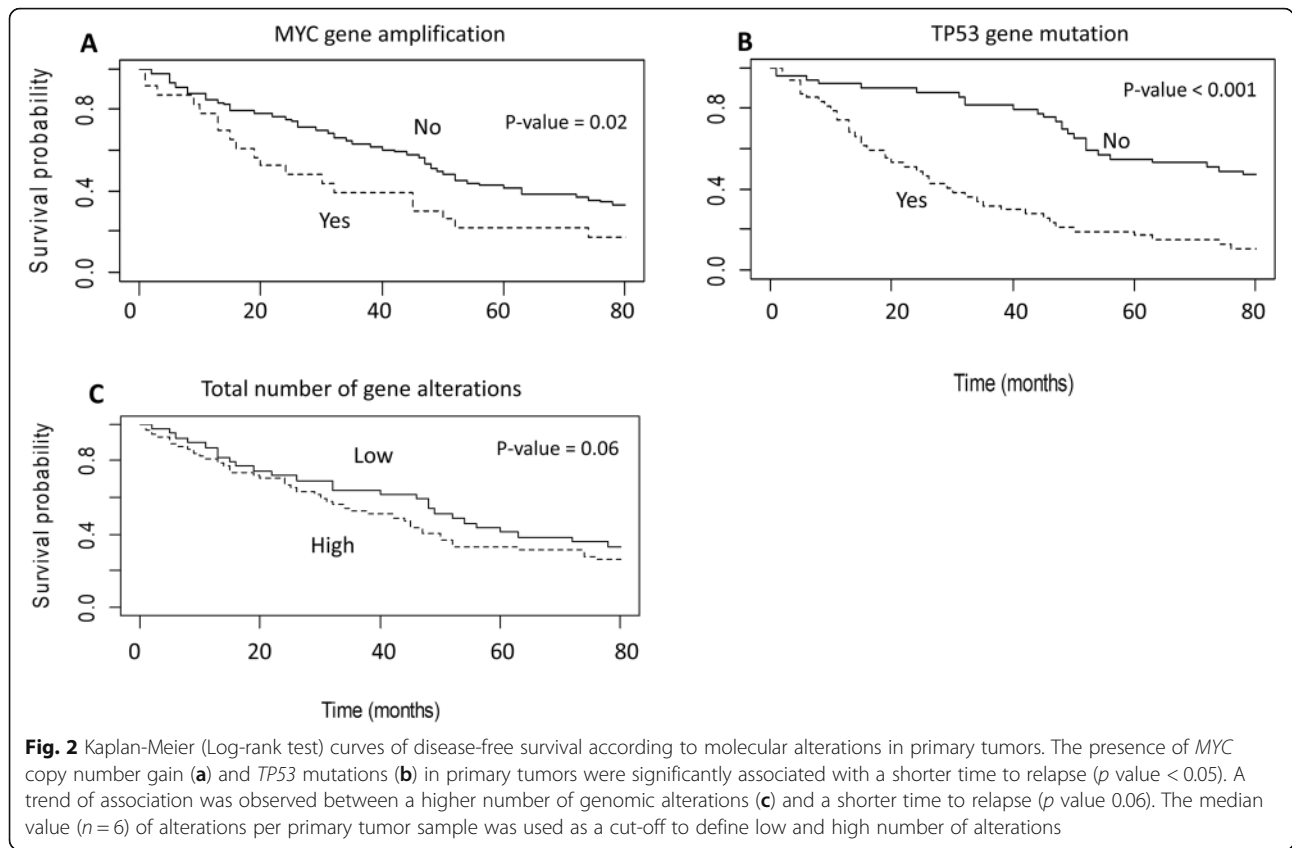 A MYC gene amplification
Survival probability
0.0 0.4 0.8
P-value = 0.02
No
Yes
0 20 40 60 80
B TP53 gene mutation
0.0 0.4 0.8
P-value < 0.001
No
Yes
0 20 40 60 80
Time (months)
C Total number of gene alterations
Survival probability
0.0 0.4 0.8
P-value = 0.06
Low
High
0 20 40 60 80
Time (months)
Fig. 2 Kaplan-Meier (Log-rank test) curves of disease-free survival according to molecular alterations in primary tumors. The presence of MYC
copy number gain (a) and TP53 mutations (b) in primary tumors were significantly associated with a shorter time to relapse (p value < 0.05). A
trend of association was observed between a higher number of genomic alterations (c) and a shorter time to relapse (p value 0.06). The median
value (n = 6) of alterations per primary tumor sample was used as a cut-off to define low and high number of alterations